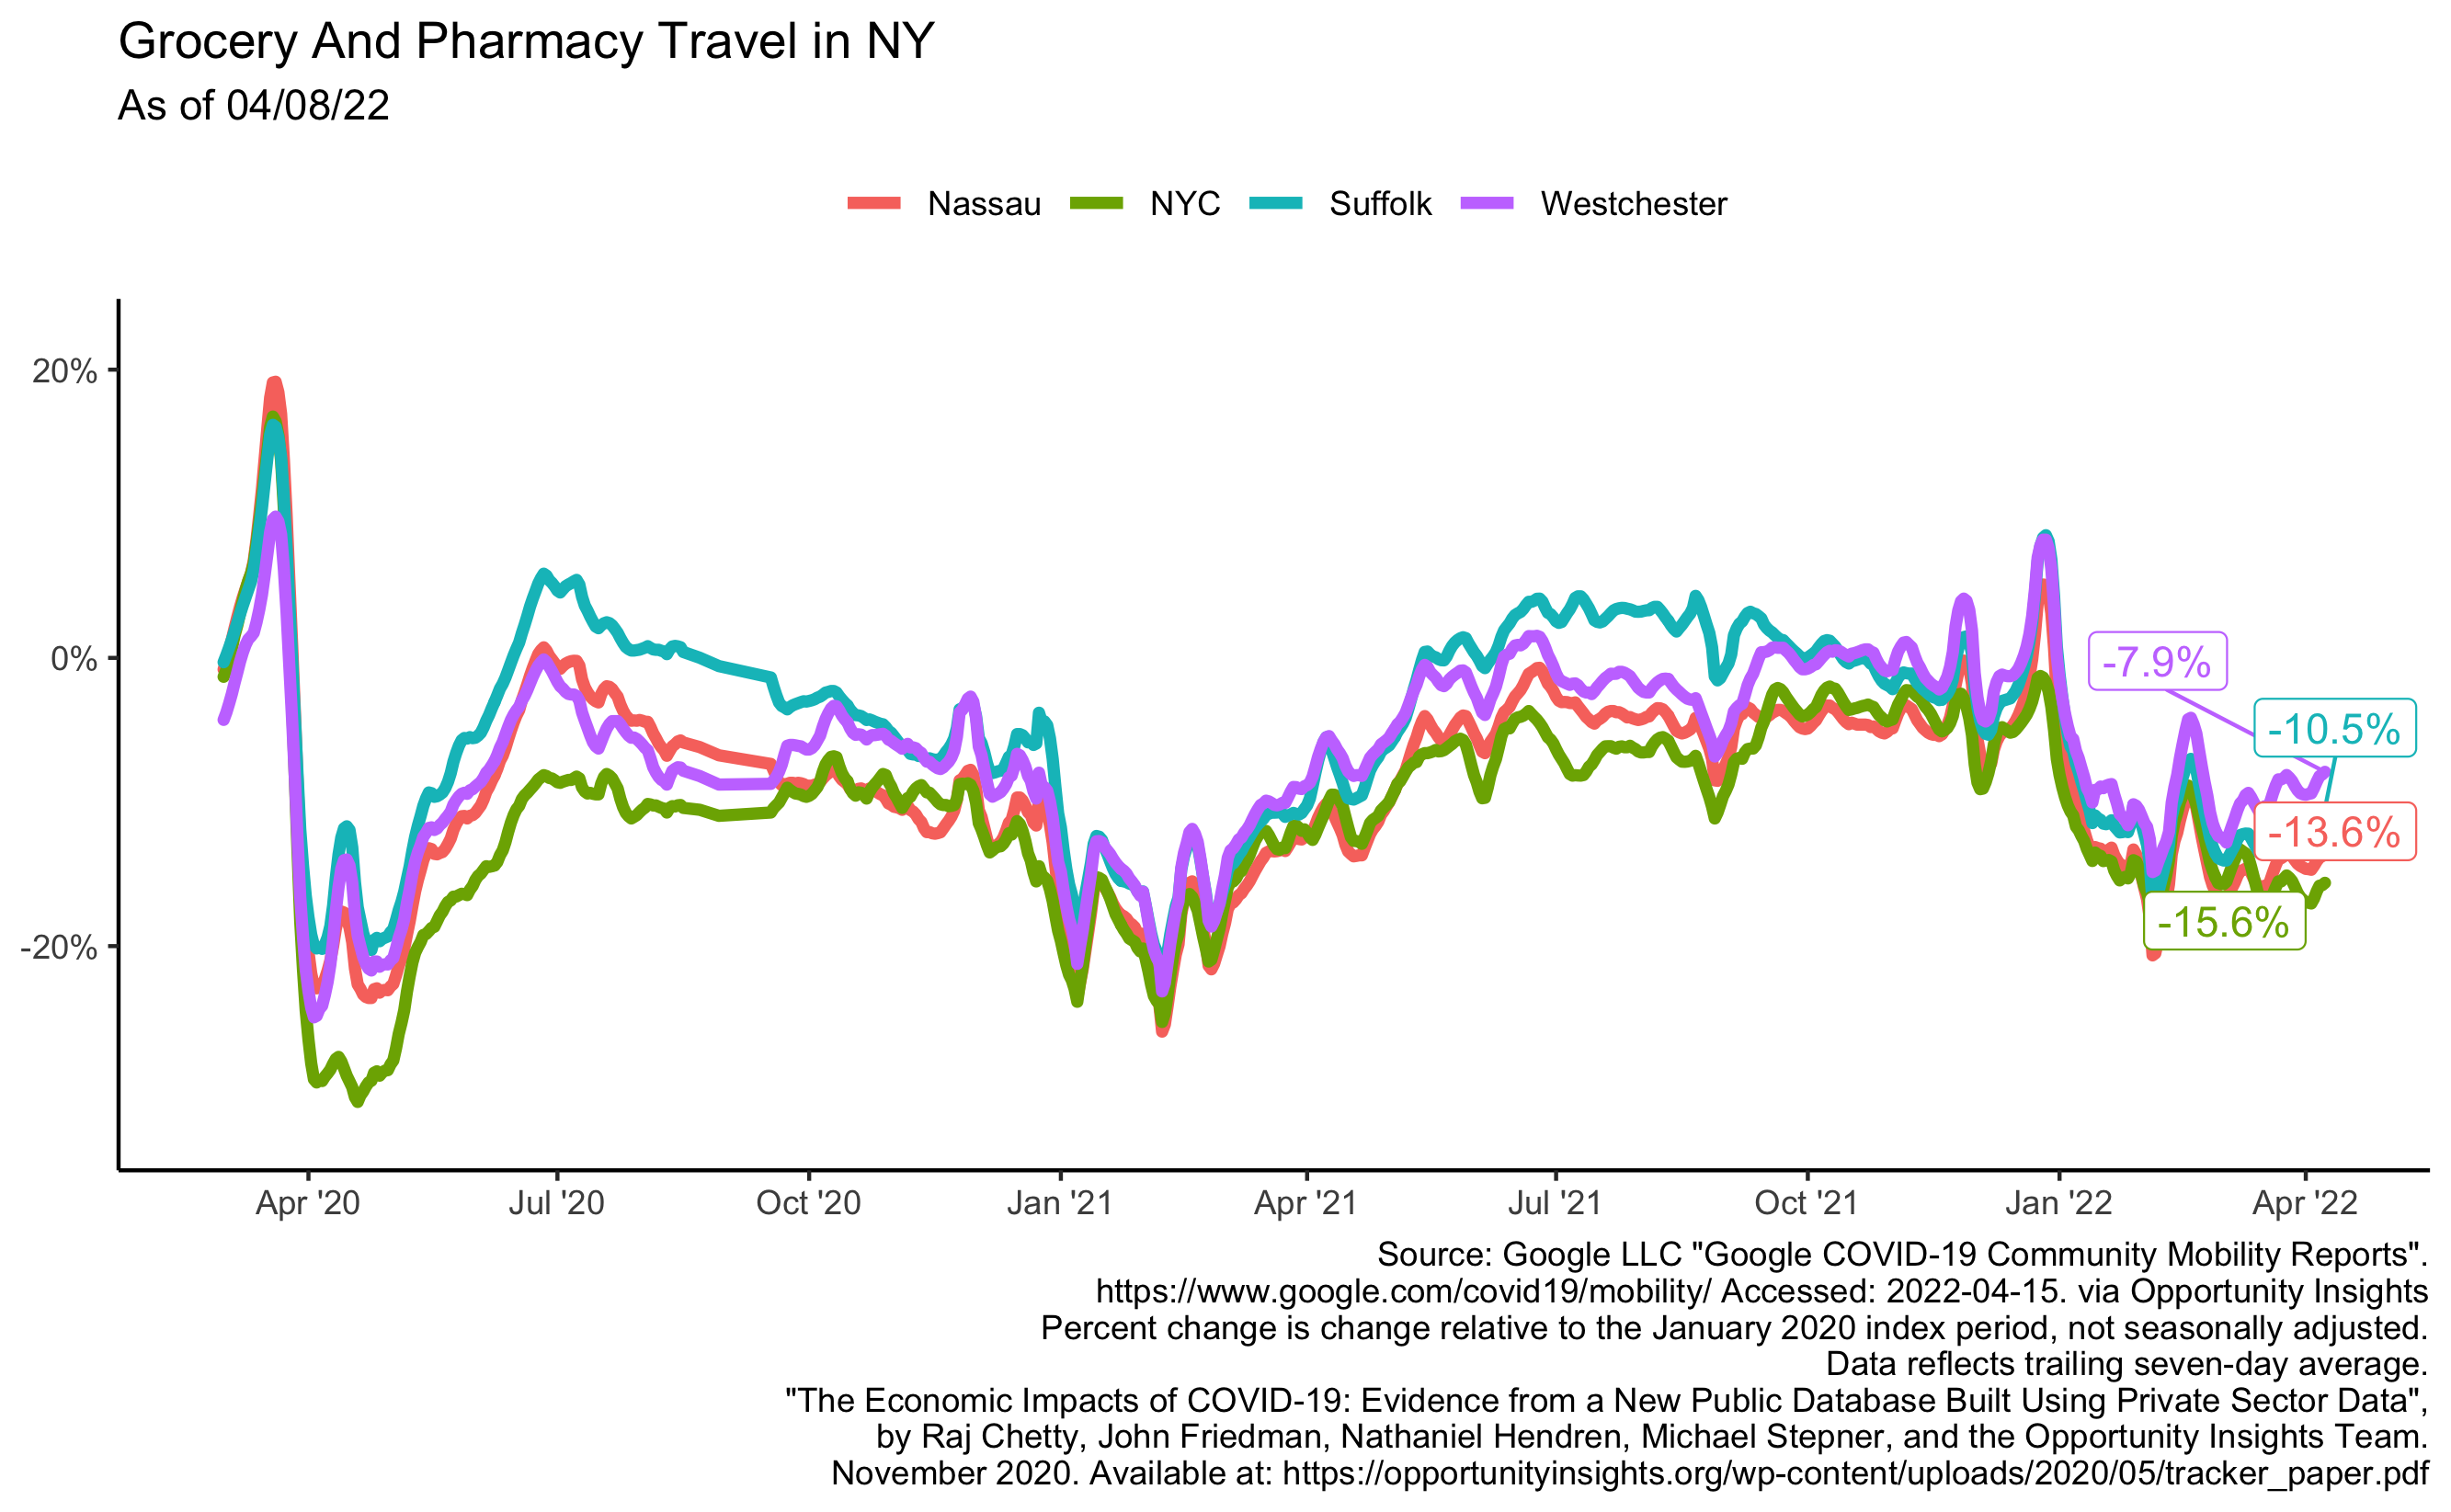 Grocery And Pharmacy Travel in NY
As of 04/08/22
Nassau NYC Suffolk Westchester
20%
0%
-20%
-7.9%
-10.5%
-13.6%
-15.6%
Apr '20 Jul '20 Oct '20 Jan '21 Apr '21 Jul '21 Oct '21 Jan '22 Apr '22
Source: Google LLC "Google COVID-19 Community Mobility Reports".
https://www.google.com/covid19/mobility/ Accessed: 2022-04-15. via Opportunity Insights
Percent change is change relative to the January 2020 index period, not seasonally adjusted.
Data reflects trailing seven-day average.
"The Economic Impacts of COVID-19: Evidence from a New Public Database Built Using Private Sector Data",
by Raj Chetty, John Friedman, Nathaniel Hendren, Michael Stepner, and the Opportunity Insights Team.
November 2020. Available at: https://opportunityinsights.org/wp-content/uploads/2020/05/tracker_paper.pdf